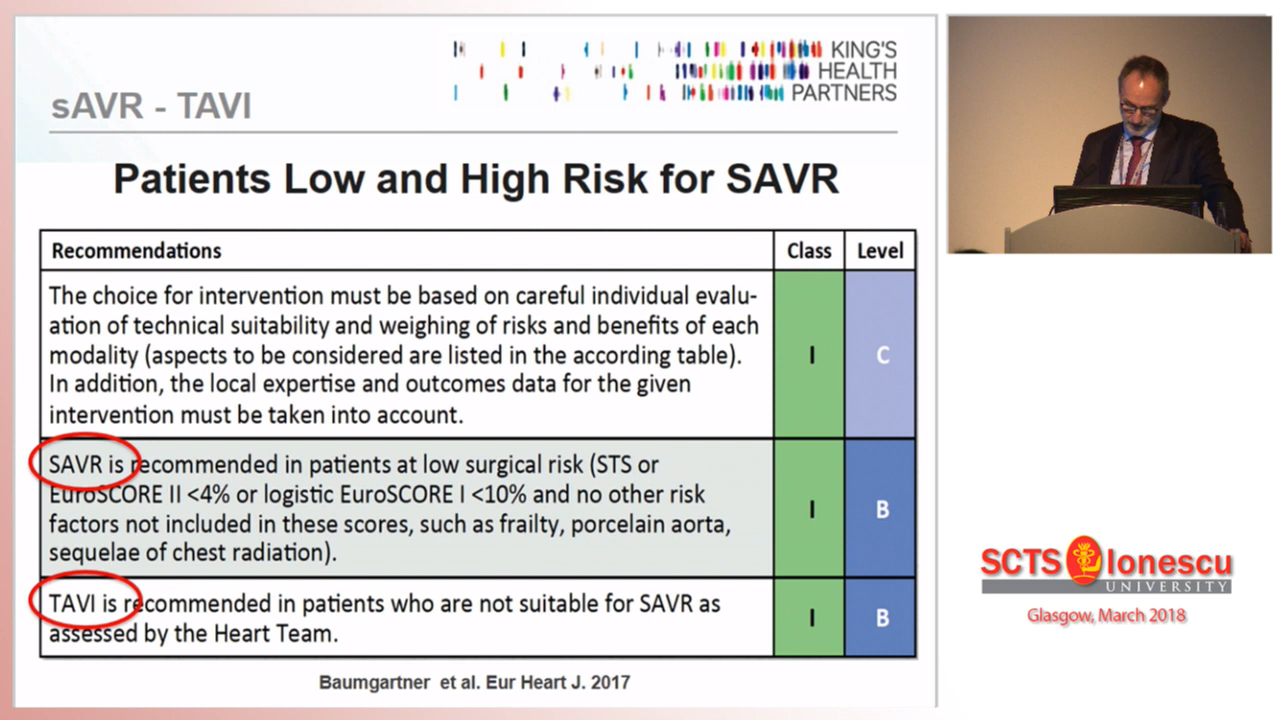 KING'S
HEALTH
PARTNERS
sAVR - TAVI
Patients Low and High Risk for SAVR
Recommendations Class Level
The choice for intervention must be based on careful individual evalu-
ation of technical suitability and weighing of risks and benefits of each
modality (aspects to be considered are listed in the according table).
In addition, the local expertise and outcomes data for the given
intervention must be taken into account.
I C
SAVR is recommended in patients at low surgical risk (STS or
EuroSCORE II <4% or logistic EuroSCORE I <10% and no other risk
factors not included in these scores, such as frailty, porcelain aorta,
sequelae of chest radiation).
I B
TAVI is recommended in patients who are not suitable for SAVR as
assessed by the Heart Team.
I B
Baumgartner et al. Eur Heart J. 2017
SCTS Ionescu
UNIVERSITY
Glasgow, March 2018